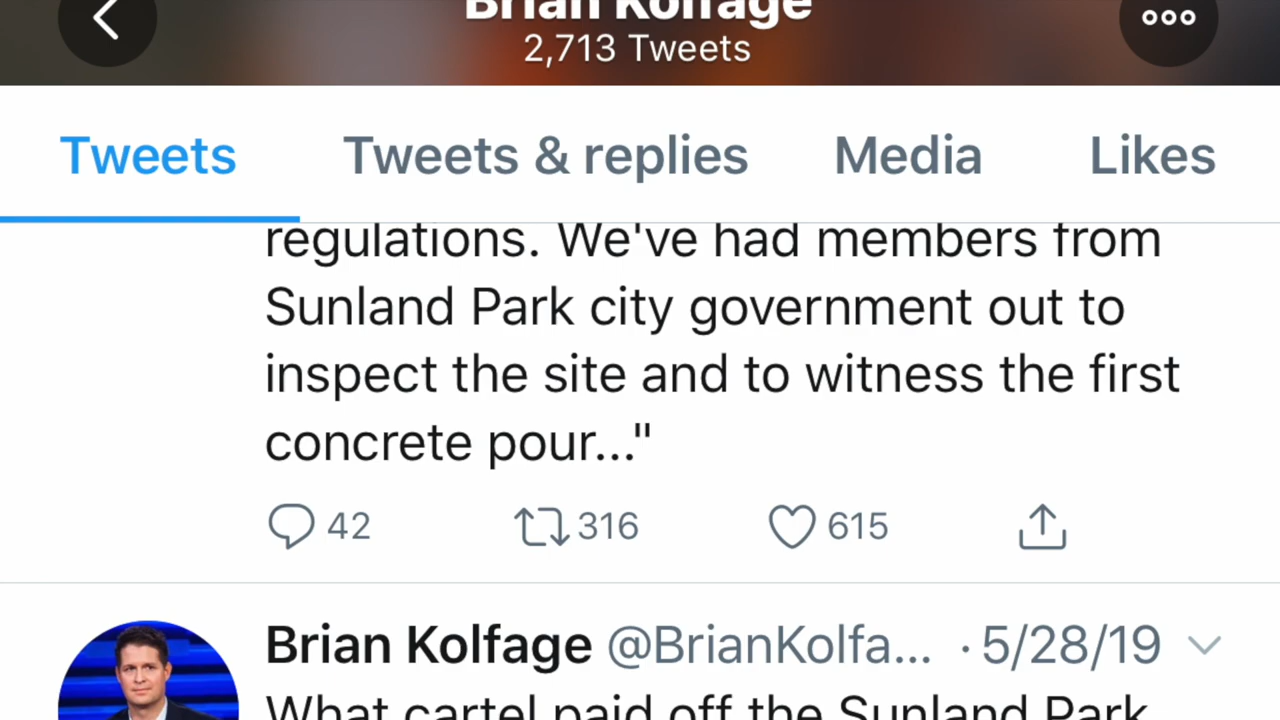 Brian Kolfage
2,713 Tweets
Tweets Tweets & replies Media Likes
regulations. We've had members from
Sunland Park city government out to
inspect the site and to witness the first
concrete pour..."
42 316 615
Brian Kolfage @BrianKolfa... · 5/28/19
What cartel paid off the Sunland Park